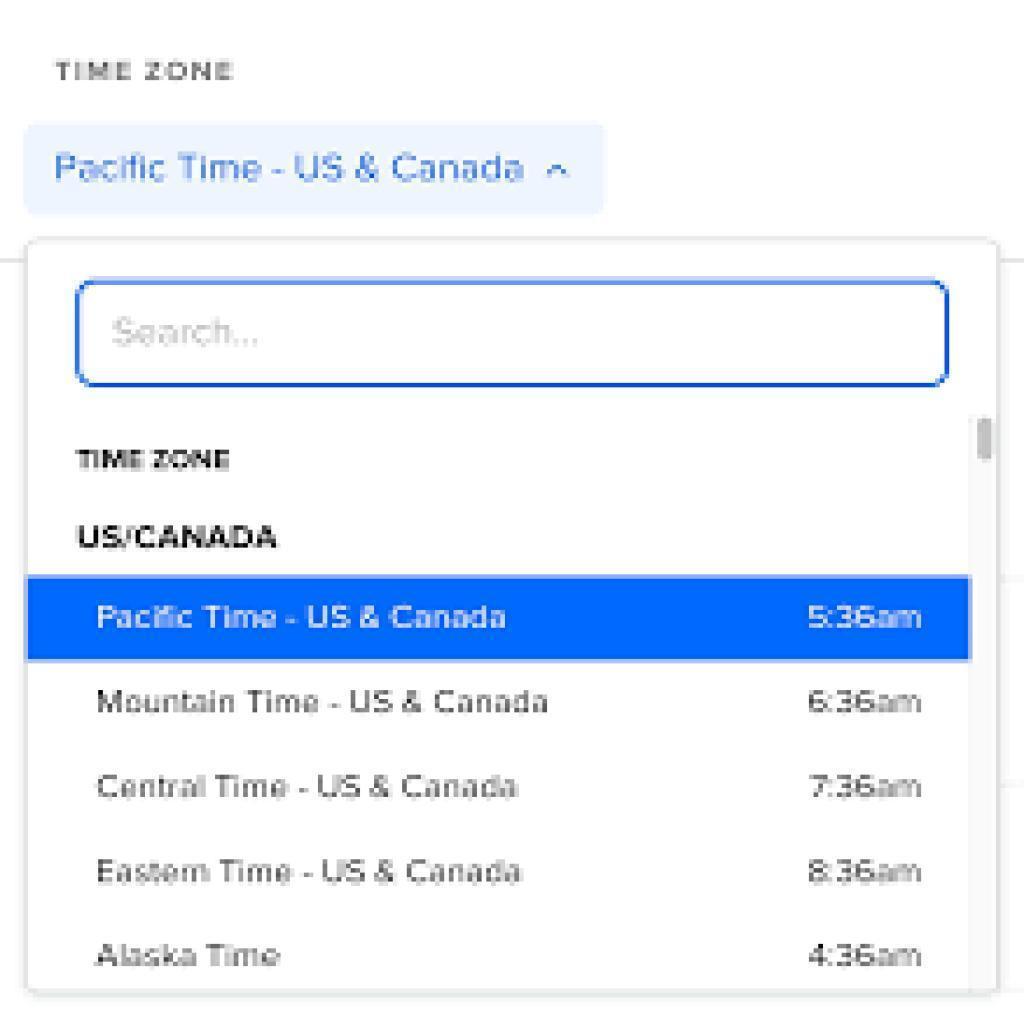 TIME ZONE
Pacific Time - US & Canada
Search...
TIME ZONE
US/CANADA
Pacific Time - US & Canada 5:36am
Mountain Time - US & Canada 6:36am
Central Time - US & Canada 7:36am
Eastern Time - US & Canada 8:36am
Alaska Time 4:36am